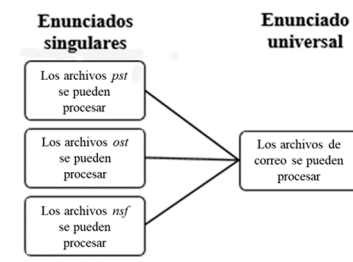 Enunciados
singulares
Enunciado
universal
Los archivos pst
se pueden
procesar
Los archivos ost
se pueden
procesar
Los archivos nsf
se pueden
procesar
Los archivos de
correo se pueden
procesar